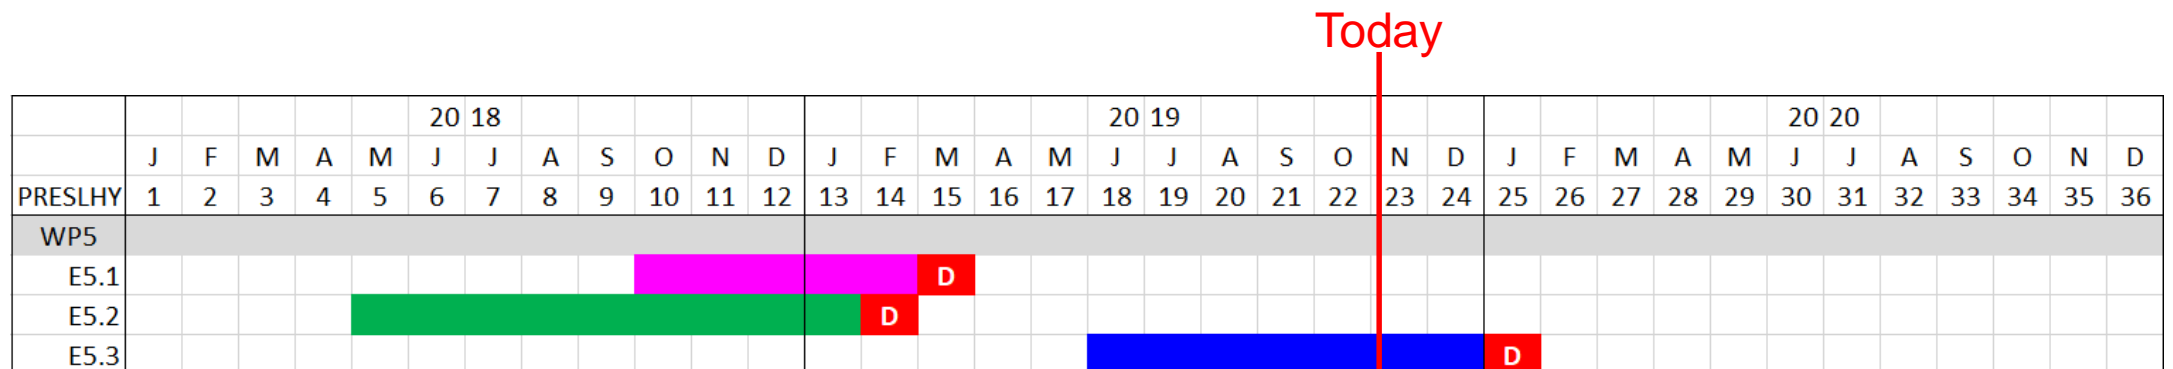 Today
20 18 20 19 20 20
J F M A M J J A S O N D J F M A M J J A S O N D J F M A M J J A S O N D
PRESLHY 1 2 3 4 5 6 7 8 9 10 11 12 13 14 15 16 17 18 19 20 21 22 23 24 25 26 27 28 29 30 31 32 33 34 35 36
WP5
E5.1 D
E5.2 D
E5.3 D